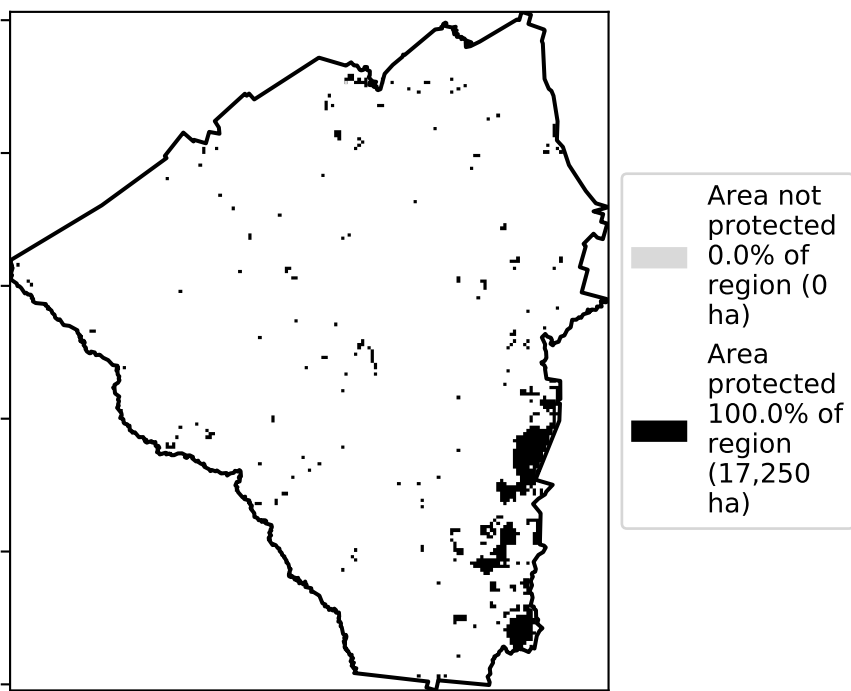 Area not
protected
0.0% of
region (0
ha)
Area
protected
100.0% of
region
(17,250
ha)